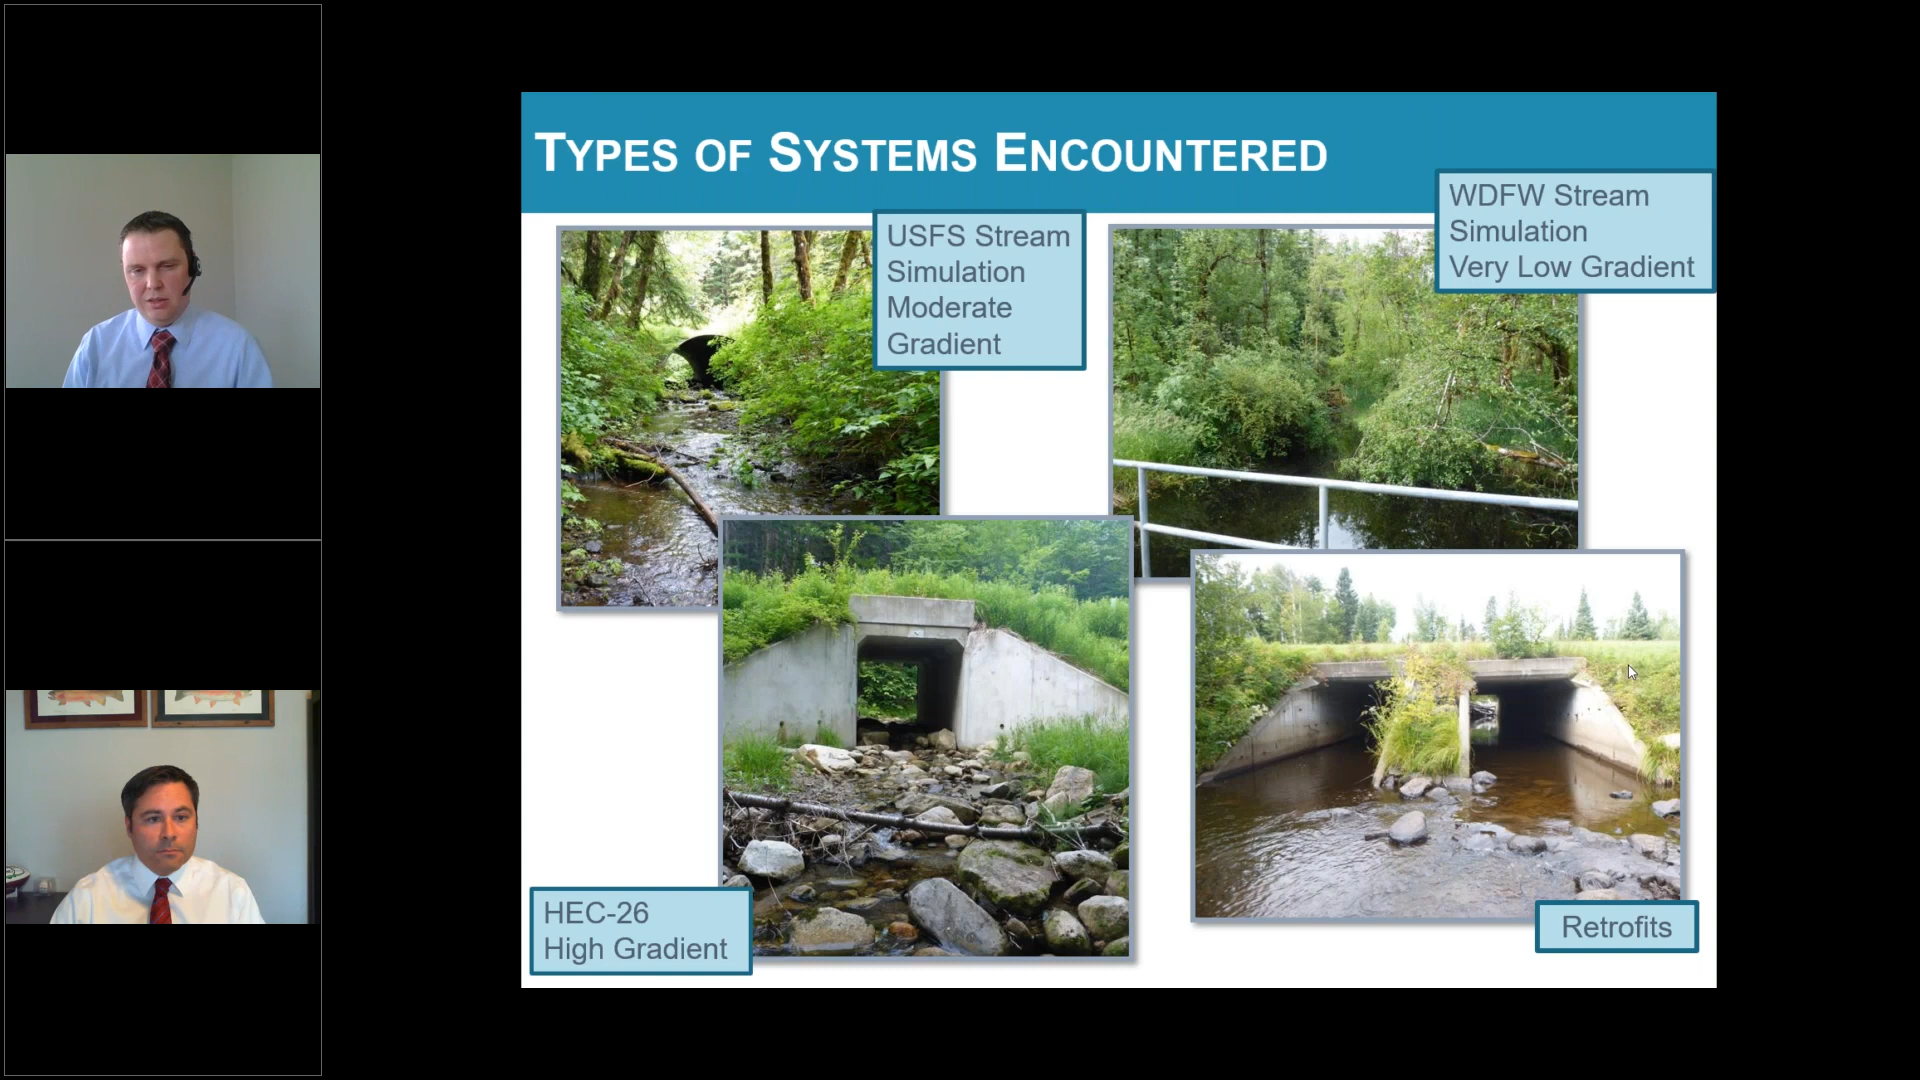 TYPES OF SYSTEMS ENCOUNTERED
USFS Stream
Simulation
Moderate
Gradient
WDFW Stream
Simulation
Very Low Gradient
HEC-26
High Gradient
Retrofits